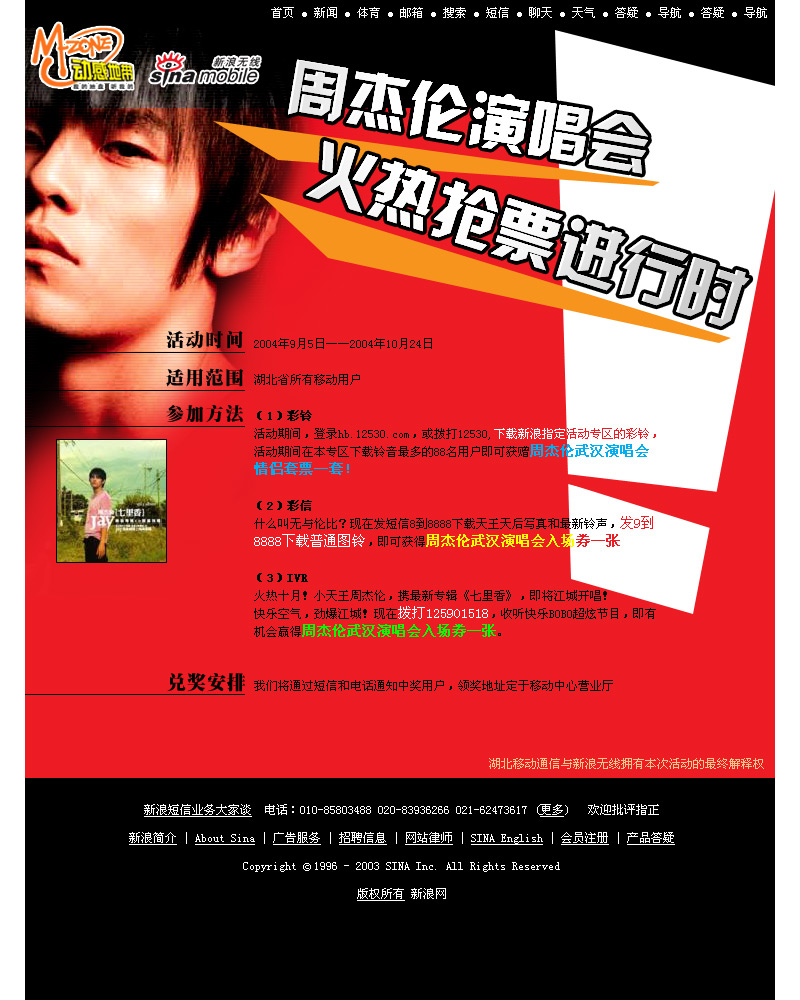 首页 ● 新闻 ● 体育 ● 邮箱 ● 搜索 ● 短信 ● 聊天 ● 天气 ● 答疑 ● 导航 ● 答疑 ● 导航
M-ZONE
动感地带
我的地盘 听我的
新浪无线
sina mobile
周杰伦演唱会
火热抢票进行时
活动时间 2004年9月5日——2004年10月24日
适用范围 湖北省所有移动用户
参加方法
(1)彩铃
活动期间，登录hb.12530.com，或拨打12530,下载新浪指定活动专区的彩铃，
活动期间在本专区下载铃音最多的88名用户即可获赠周杰伦武汉演唱会
情侣套票一套！
七里香
Jay
(2)彩信
什么叫无与伦比？现在发短信8到8888下载天王天后写真和最新铃声，发9到
8888下载普通图铃，即可获得周杰伦武汉演唱会入场券一张
(3)IVR
火热十月！小天王周杰伦，携最新专辑《七里香》，即将江城开唱！
快乐空气，劲爆江城！现在拨打125901518，收听快乐BOBO超炫节目，即有
机会赢得周杰伦武汉演唱会入场券一张。
兑奖安排 我们将通过短信和电话通知中奖用户，领奖地址定于移动中心营业厅
湖北移动通信与新浪无线拥有本次活动的最终解释权
新浪短信业务大家谈 电话：010-85803488 020-83936266 021-62473617 (更多) 欢迎批评指正
新浪简介 | About Sina | 广告服务 | 招聘信息 | 网站律师 | SINA English | 会员注册 | 产品答疑
Copyright © 1996 - 2003 SINA Inc. All Rights Reserved
版权所有 新浪网